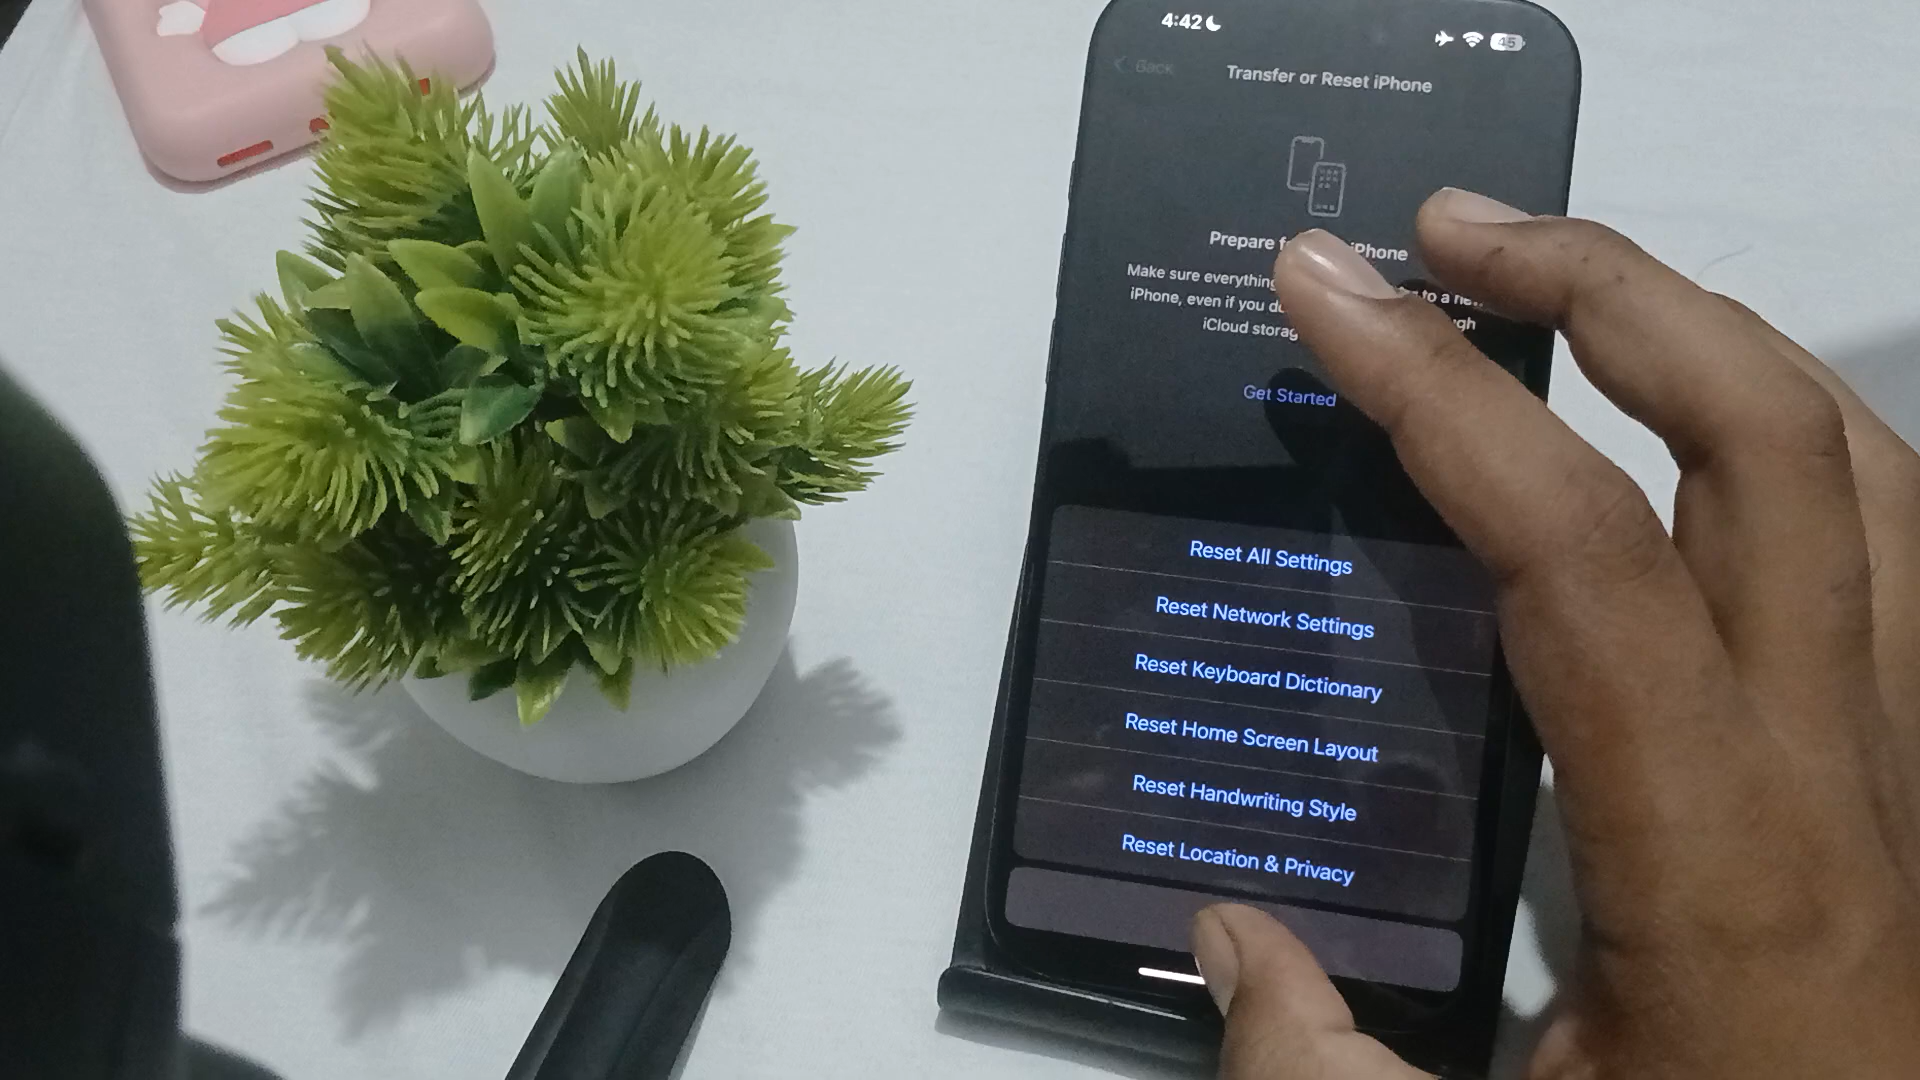 4:42
45
Back
Transfer or Reset iPhone
Prepare iPhone
Make sure everything to a
iPhone, even if you
iCloud
Get Started
Reset All Settings
Reset Network Settings
Reset Keyboard Dictionary
Reset Home Screen Layout
Reset Handwriting Style
Reset Location & Privacy